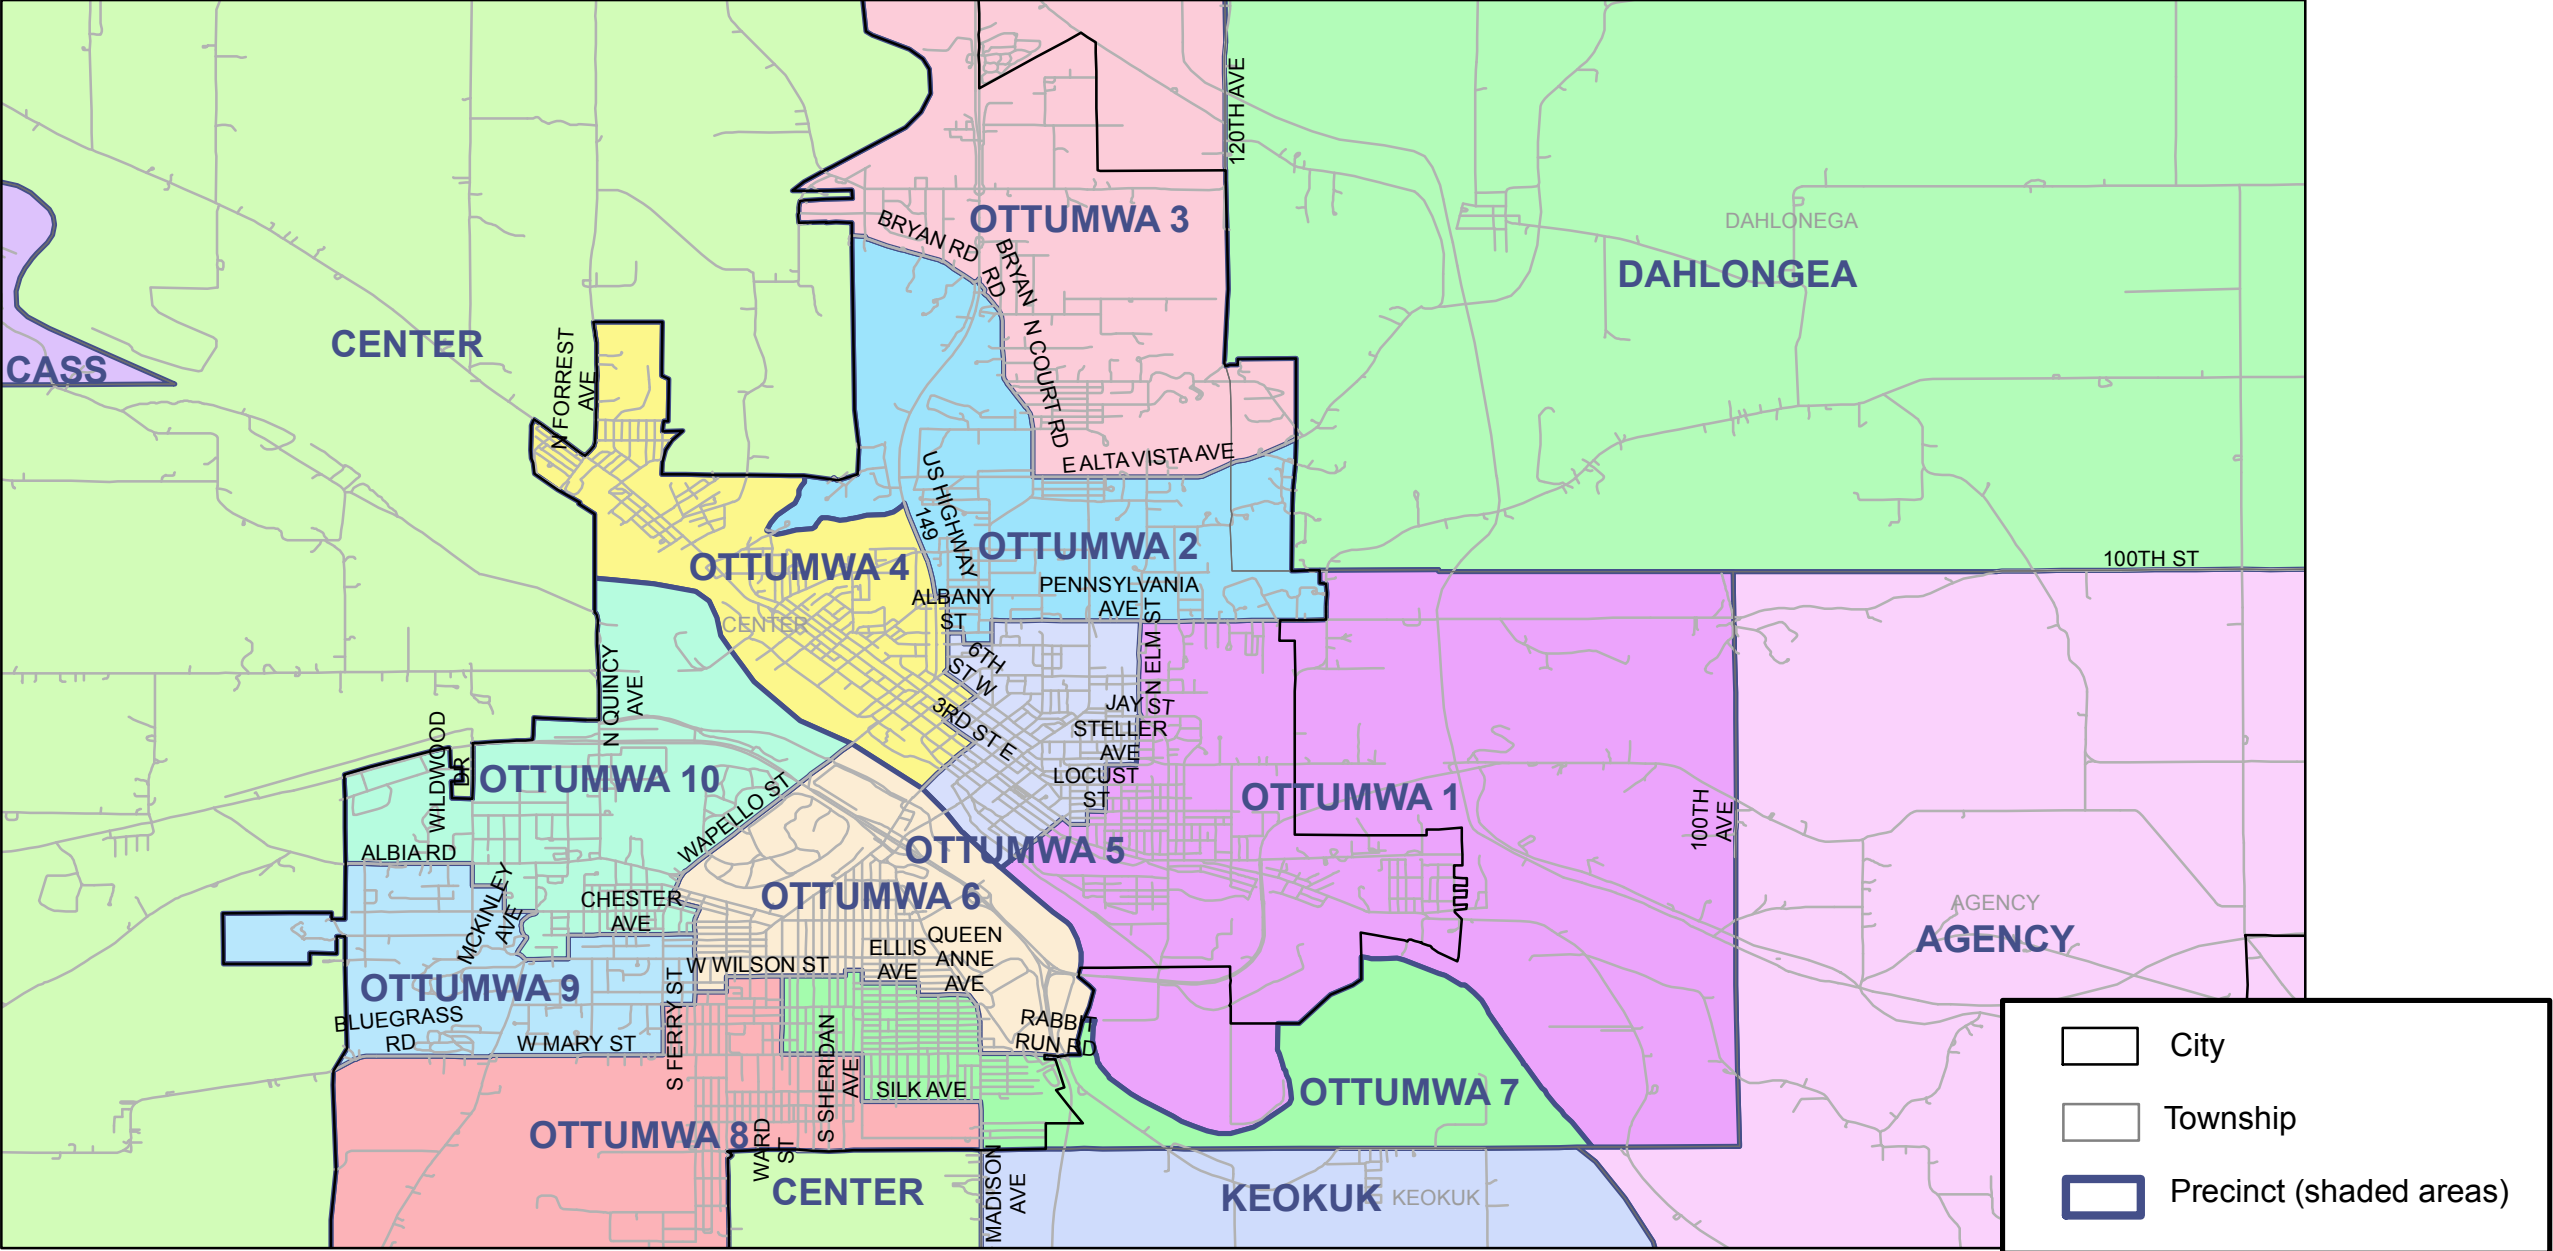 120TH AVE
OTTUMWA 3
BRYAN RD
BRYAN
RD
DAHLONEGA
DAHLONGEA
CENTER
CASS
N FORREST
AVE
N COURT RD
E ALTA VISTA AVE
US HIGHWAY
149
OTTUMWA 2
100TH ST
OTTUMWA 4
PENNSYLVANIA
AVE
ALBANY
ST
CENTER
N ELM ST
6TH
ST W
N QUINCY
AVE
3RD ST E
JAY ST
STELLER
AVE
LOCUST
ST
WILDWOOD
DR
OTTUMWA 10
WAPELLO ST
OTTUMWA 1
100TH
AVE
ALBIA RD
OTTUMWA 5
OTTUMWA 6
MCKINLEY
AVE
CHESTER
AVE
AGENCY
AGENCY
QUEEN
ANNE
AVE
ELLIS
AVE
W WILSON ST
OTTUMWA 9
BLUEGRASS
RD
W MARY ST
S FERRY ST
RABBIT
RUN RD
S SHERIDAN
AVE
SILK AVE
OTTUMWA 7
OTTUMWA 8
WARD
ST
CENTER
MADISON
AVE
KEOKUK
KEOKUK
City
Township
Precinct (shaded areas)